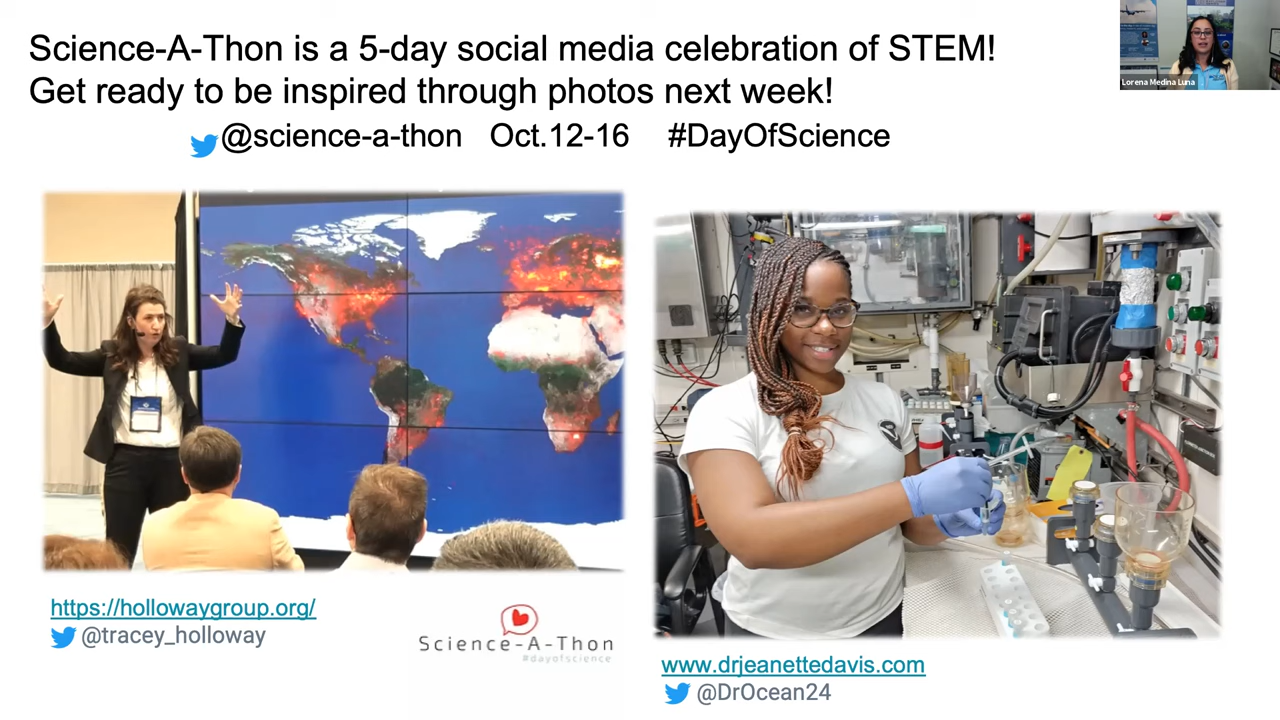 Science-A-Thon is a 5-day social media celebration of STEM!
Get ready to be inspired through photos next week!
@science-a-thon Oct.12-16 #DayOfScience
Lorena Medina Luna
https://hollowaygroup.org/
@tracey_holloway
Science-A-Thon
#dayofscience
www.drjeanettedavis.com
@DrOcean24